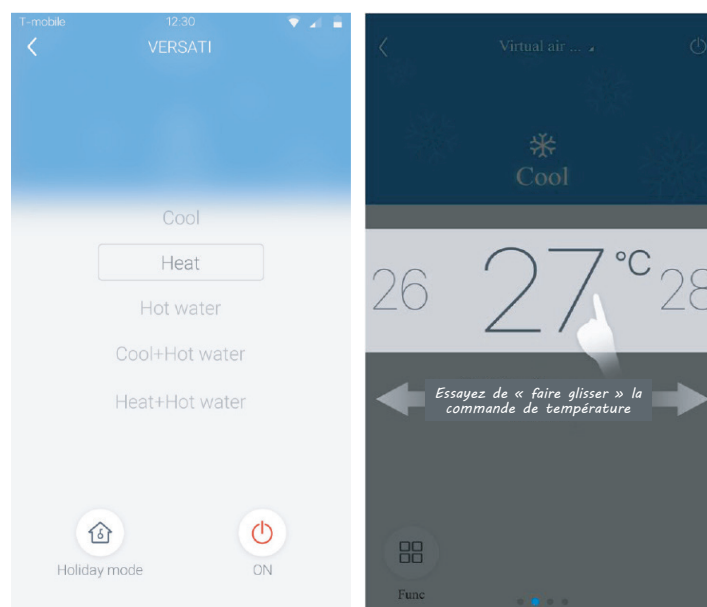 T-mobile 12:30
VERSATI
Cool
Heat
Hot water
Cool+Hot water
Heat+Hot water
Holiday mode
ON
Virtual air ...
Cool
26 27°C 28
Essayez de « faire glisser » la
commande de température
Func